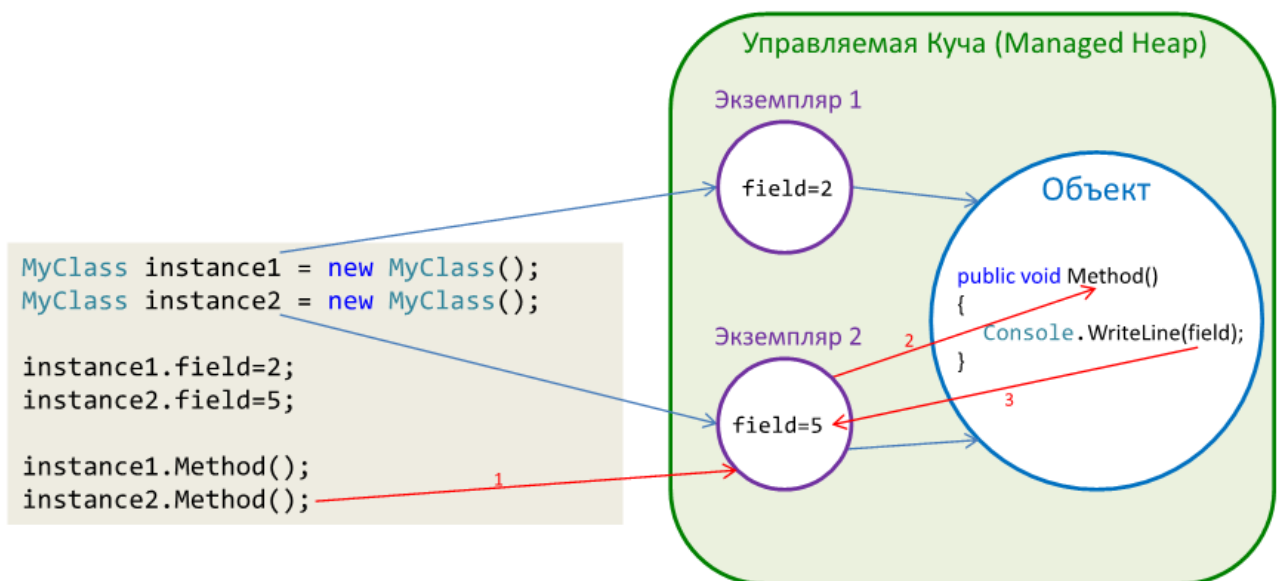 Управляемая Куча (Managed Heap)
Экземпляр 1
field=2
Объект
MyClass instance1 = new MyClass();
MyClass instance2 = new MyClass();
instance1.field=2;
instance2.field=5;
instance1.Method();
instance2.Method();
1
Экземпляр 2
field=5
2
public void Method()
{
Console.WriteLine(field);
}
3